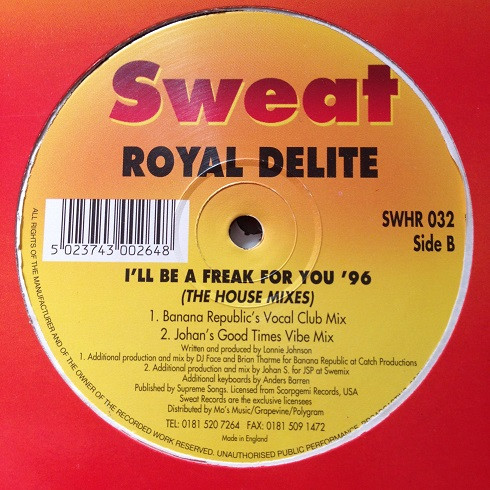 Sweat
ROYAL DELITE
5 023743 002648
SWHR 032
Side B
I'LL BE A FREAK FOR YOU '96
(THE HOUSE MIXES)
1. Banana Republic's Vocal Club Mix
2. Johan's Good Times Vibe Mix
Written and produced by Lonnie Johnson
1. Additional production and mix by DJ Face and Brian Tharme for Banana Republic at Catch Productions
2. Additional production and mix by Johan S. for JSP at Swemix
Additional keyboards by Anders Barren
Published by Supreme Songs. Licensed from Scorpgemi Records, USA
Sweat Records are the exclusive licensees
Distributed by Mo's Music/Grapevine/Polygram
TEL: 0181 520 7264 FAX: 0181 509 1472
Made in England
ALL RIGHTS OF THE MANUFACTURER AND OF THE OWNER OF THE RECORDED WORK RESERVED. UNAUTHORISED PUBLIC PERFORMANCE,